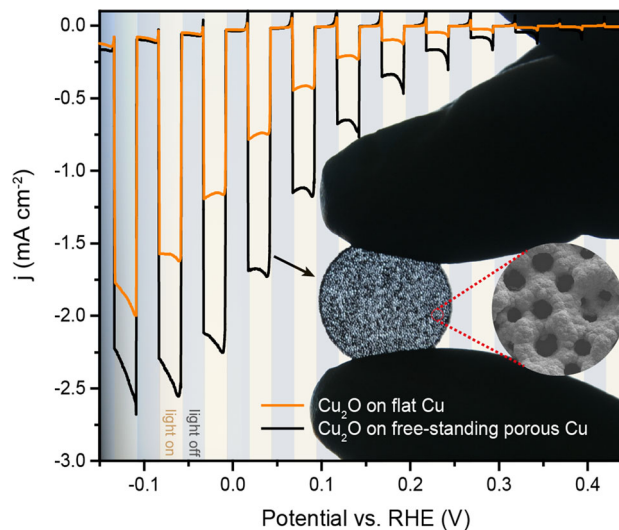 0.0
-0.5
-1.0
-1.5
-2.0
-2.5
-3.0
j (mA cm⁻²)
light on
light off
Cu₂O on flat Cu
Cu₂O on free-standing porous Cu
-0.1 0.0 0.1 0.2 0.3 0.4
Potential vs. RHE (V)